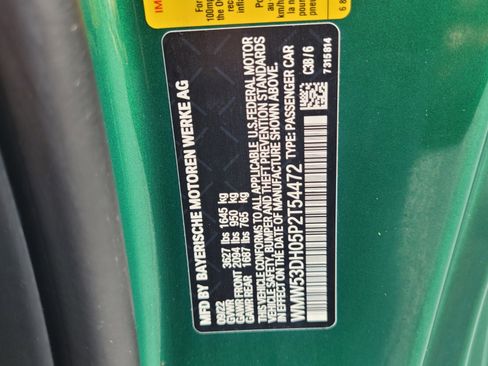 MFD BY BAYERISCHE MOTOREN WERKE AG
09/22
GVWR 3627 lbs 1645 kg
GAWR FRONT 2094 lbs 950 kg
GAWR REAR 1687 lbs 765 kg
THIS VEHICLE CONFORMS TO ALL APPLICABLE U.S. FEDERAL MOTOR
VEHICLE SAFETY, BUMPER AND THEFT PREVENTION STANDARDS
IN EFFECT ON THE DATE OF MANUFACTURE SHOWN ABOVE.
WMW53DH05P2T54472 TYPE: PASSENGER CAR
C38 / 6
7 315 914